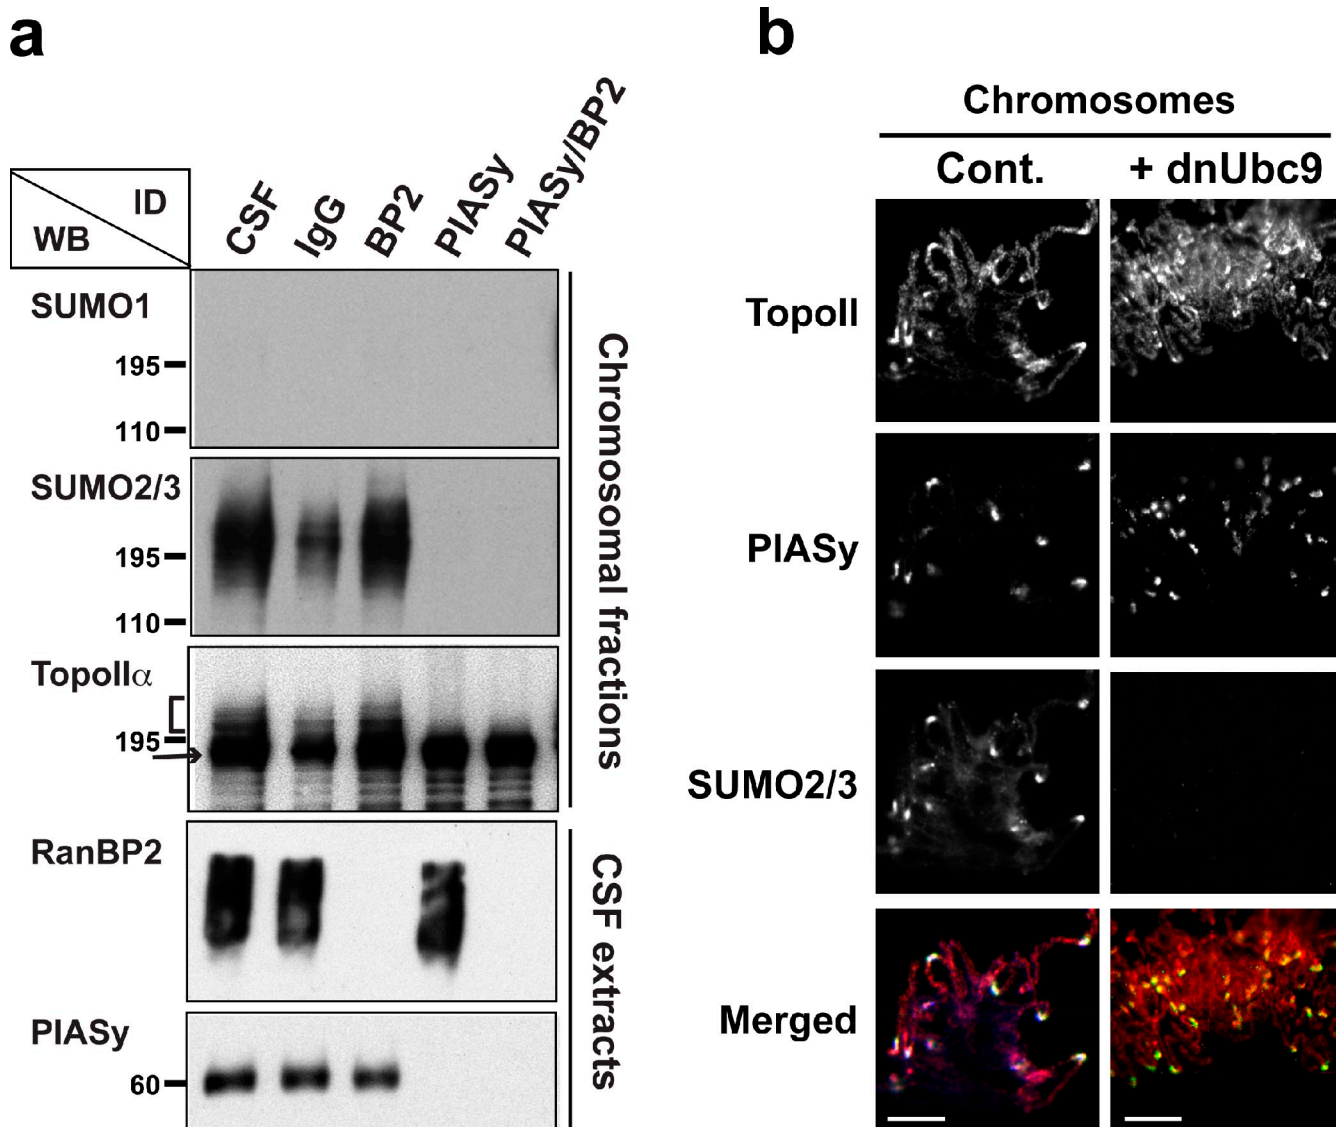 a
ID
WB
CSF
IgG
BP2
PIASy
PIASy/BP2
SUMO1
195
110
SUMO2/3
195
110
TopoIIα
195
RanBP2
PIASy
60
Chromosomal fractions
CSF extracts
b
Chromosomes
Cont.
+ dnUbc9
TopoII
PIASy
SUMO2/3
Merged